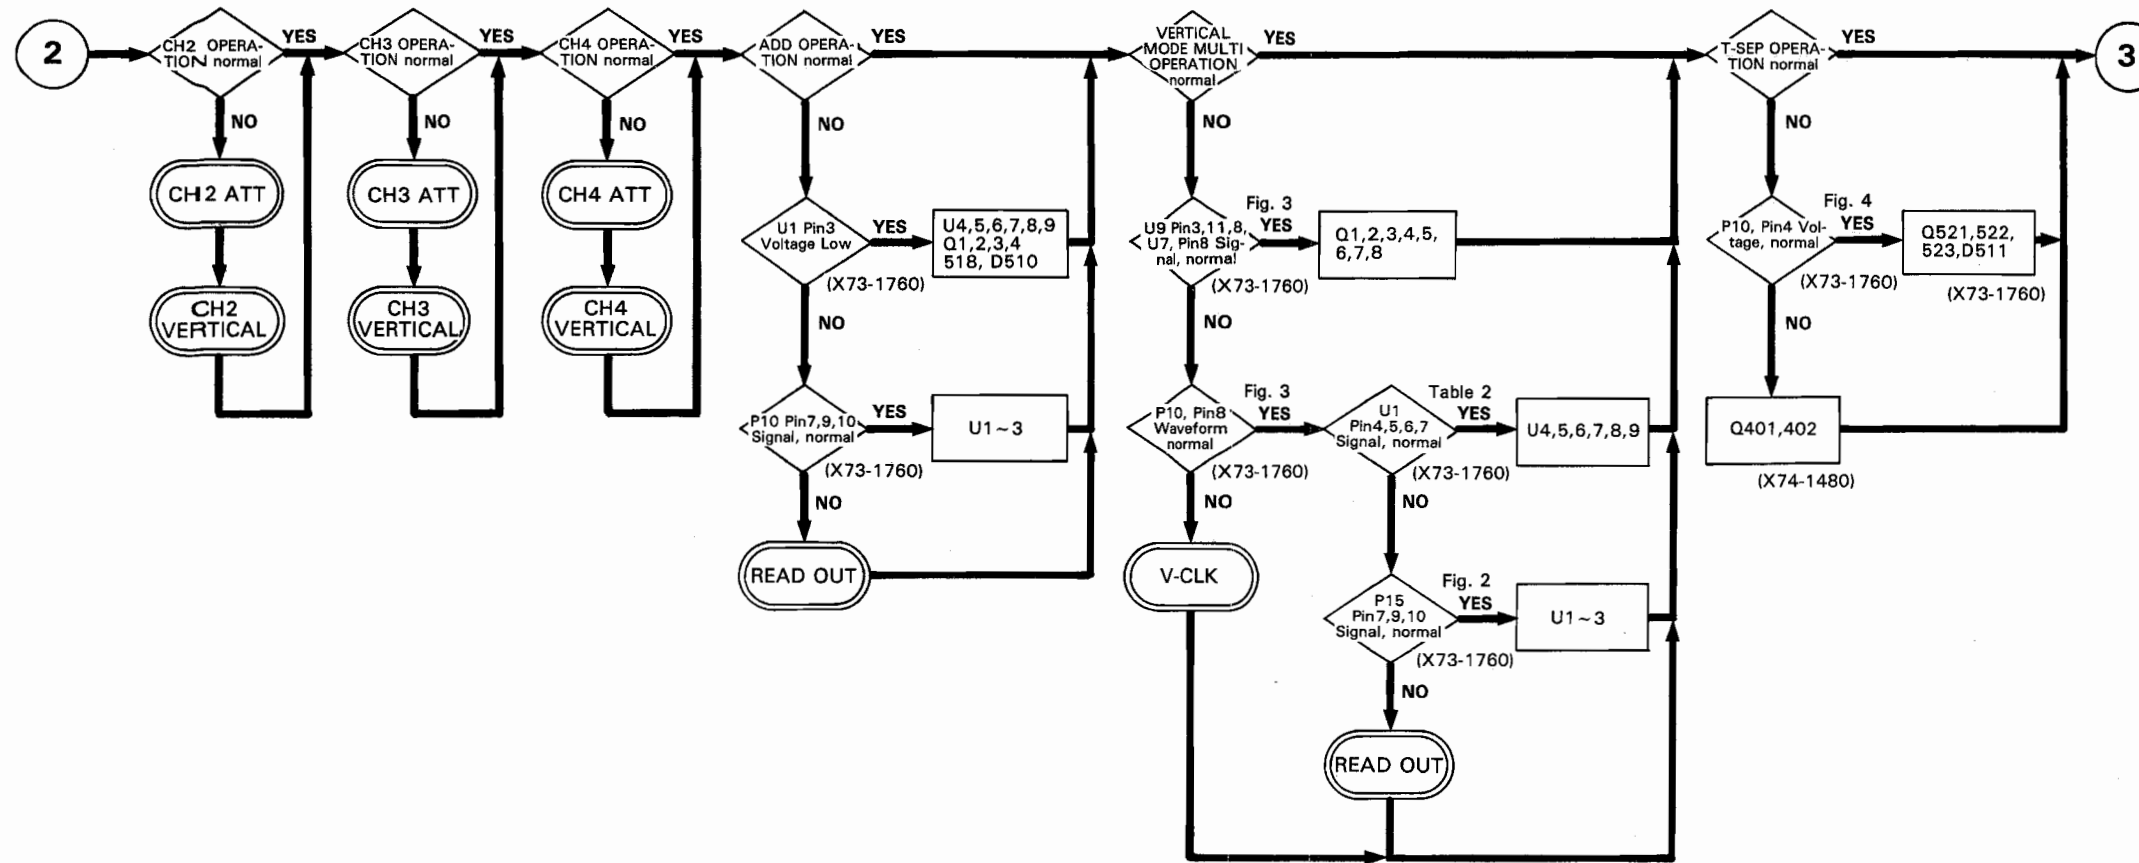 2
CH2 OPERA-
TION normal
YES
NO
CH2 ATT
CH2
VERTICAL
CH3 OPERA-
TION normal
YES
NO
CH3 ATT
CH3
VERTICAL
CH4 OPERA-
TION normal
YES
NO
CH4 ATT
CH4
VERTICAL
ADD OPERA-
TION normal
YES
NO
U1 Pin3
Voltage Low
YES
(X73-1760)
U4,5,6,7,8,9
Q1,2,3,4
518, D510
NO
P10 Pin7,9,10
Signal, normal
YES
(X73-1760)
U1~3
NO
READ OUT
VERTICAL
MODE MULTI
OPERATION
normal
YES
NO
U9 Pin3,11,8,
U7, Pin8 Sig-
nal, normal
Fig. 3
YES
(X73-1760)
Q1,2,3,4,5,
6,7,8
NO
P10, Pin8
Waveform
normal
Fig. 3
YES
(X73-1760)
NO
V-CLK
U1
Pin4,5,6,7
Signal, normal
Table 2
YES
(X73-1760)
U4,5,6,7,8,9
NO
P15
Pin7,9,10
Signal, normal
Fig. 2
YES
(X73-1760)
U1~3
NO
READ OUT
T-SEP OPERA-
TION normal
YES
NO
P10, Pin4 Vol-
tage, normal
Fig. 4
YES
(X73-1760)
Q521,522,
523,D511
(X73-1760)
NO
Q401,402
(X74-1480)
3